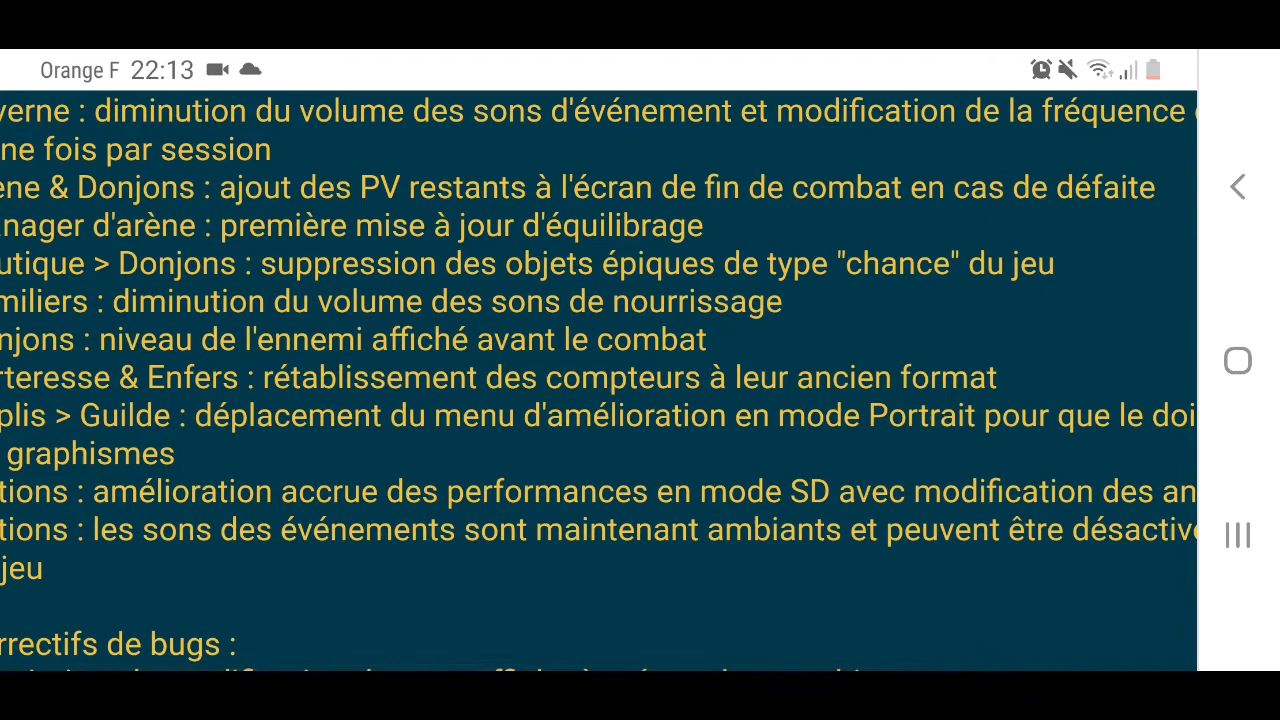 Orange F 22:13
verne : diminution du volume des sons d'événement et modification de la fréquence
ne fois par session
ène & Donjons : ajout des PV restants à l'écran de fin de combat en cas de défaite
anager d'arène : première mise à jour d'équilibrage
utique > Donjons : suppression des objets épiques de type "chance" du jeu
miliers : diminution du volume des sons de nourrissage
njons : niveau de l'ennemi affiché avant le combat
rteresse & Enfers : rétablissement des compteurs à leur ancien format
plis > Guilde : déplacement du menu d'amélioration en mode Portrait pour que le doi
graphismes
tions : amélioration accrue des performances en mode SD avec modification des an
tions : les sons des événements sont maintenant ambiants et peuvent être désactivé
jeu
rrectifs de bugs :